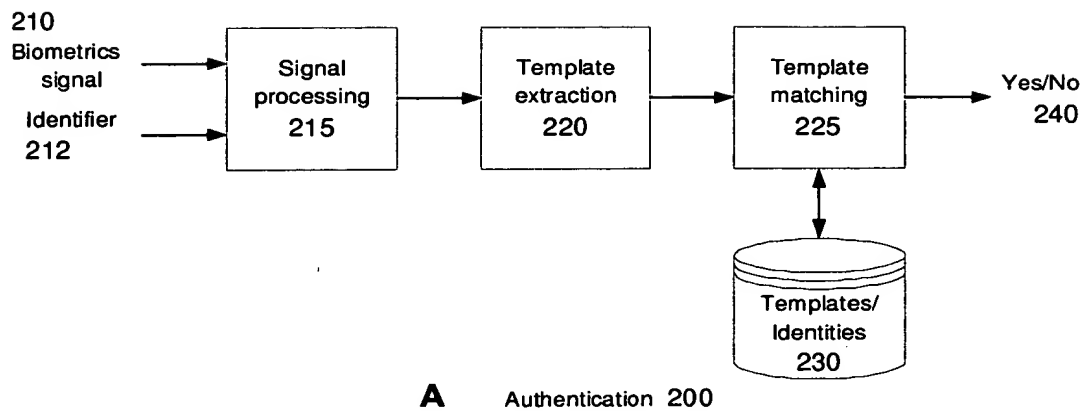 210
Biometrics
signal
Identifier
212
Signal
processing
215
Template
extraction
220
Template
matching
225
Yes/No
240
Templates/
Identities
230
A Authentication 200